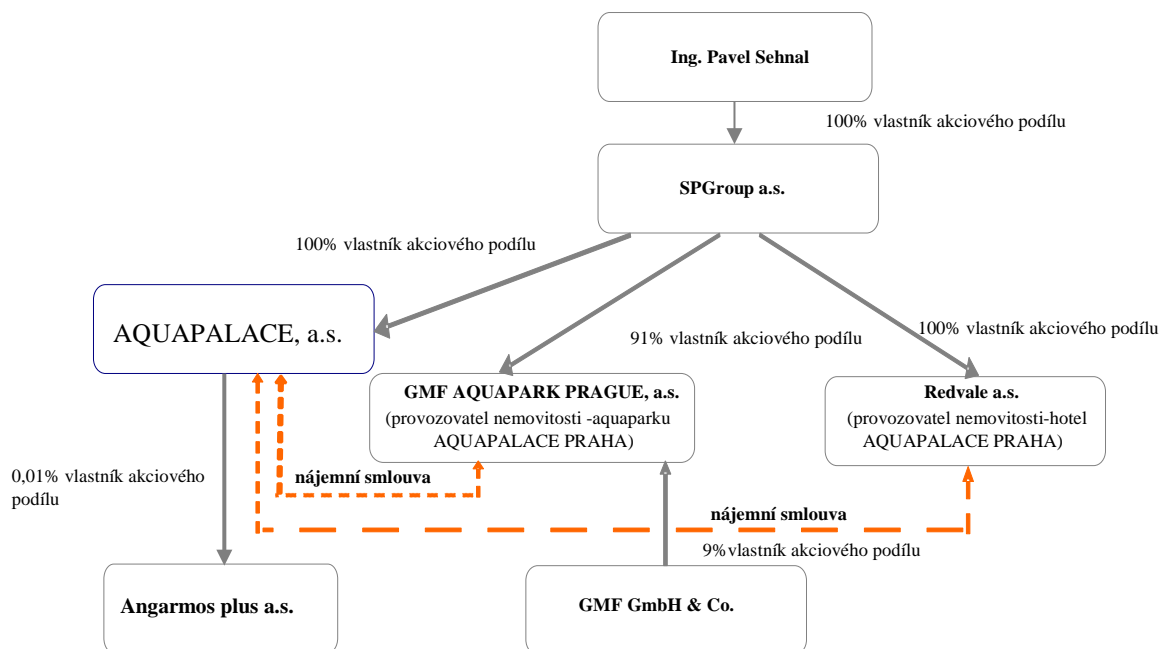 Ing. Pavel Sehnal
100% vlastník akciového podílu
SPGroup a.s.
100% vlastník akciového podílu
AQUAPALACE, a.s.
91% vlastník akciového podílu
100% vlastník akciového podílu
GMF AQUAPARK PRAGUE, a.s.
(provozovatel nemovitosti -aquaparku
AQUAPALACE PRAHA)
Redvale a.s.
(provozovatel nemovitosti-hotel
AQUAPALACE PRAHA)
0,01% vlastník akciového
podílu
nájemní smlouva
nájemní smlouva
9%vlastník akciového podílu
Angarmos plus a.s.
GMF GmbH & Co.